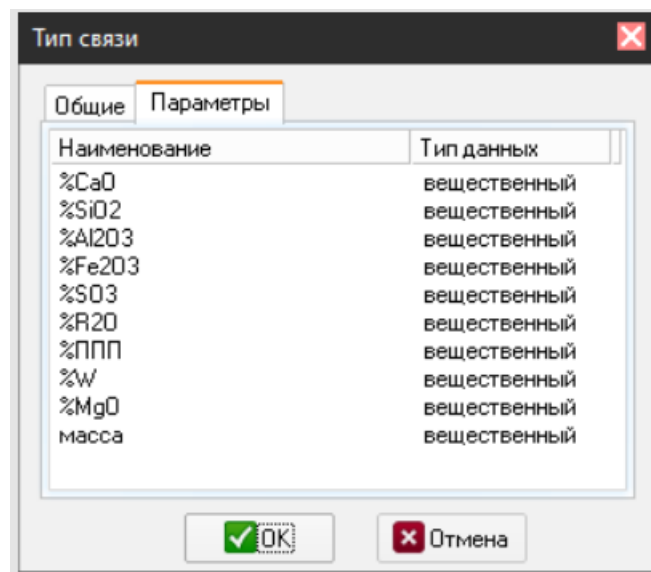 Тип связи
Общие Параметры
Наименование Тип данных
%CaO вещественный
%SiO2 вещественный
%Al2O3 вещественный
%Fe2O3 вещественный
%SO3 вещественный
%R2O вещественный
%ППП вещественный
%W вещественный
%MgO вещественный
масса вещественный
OK Отмена